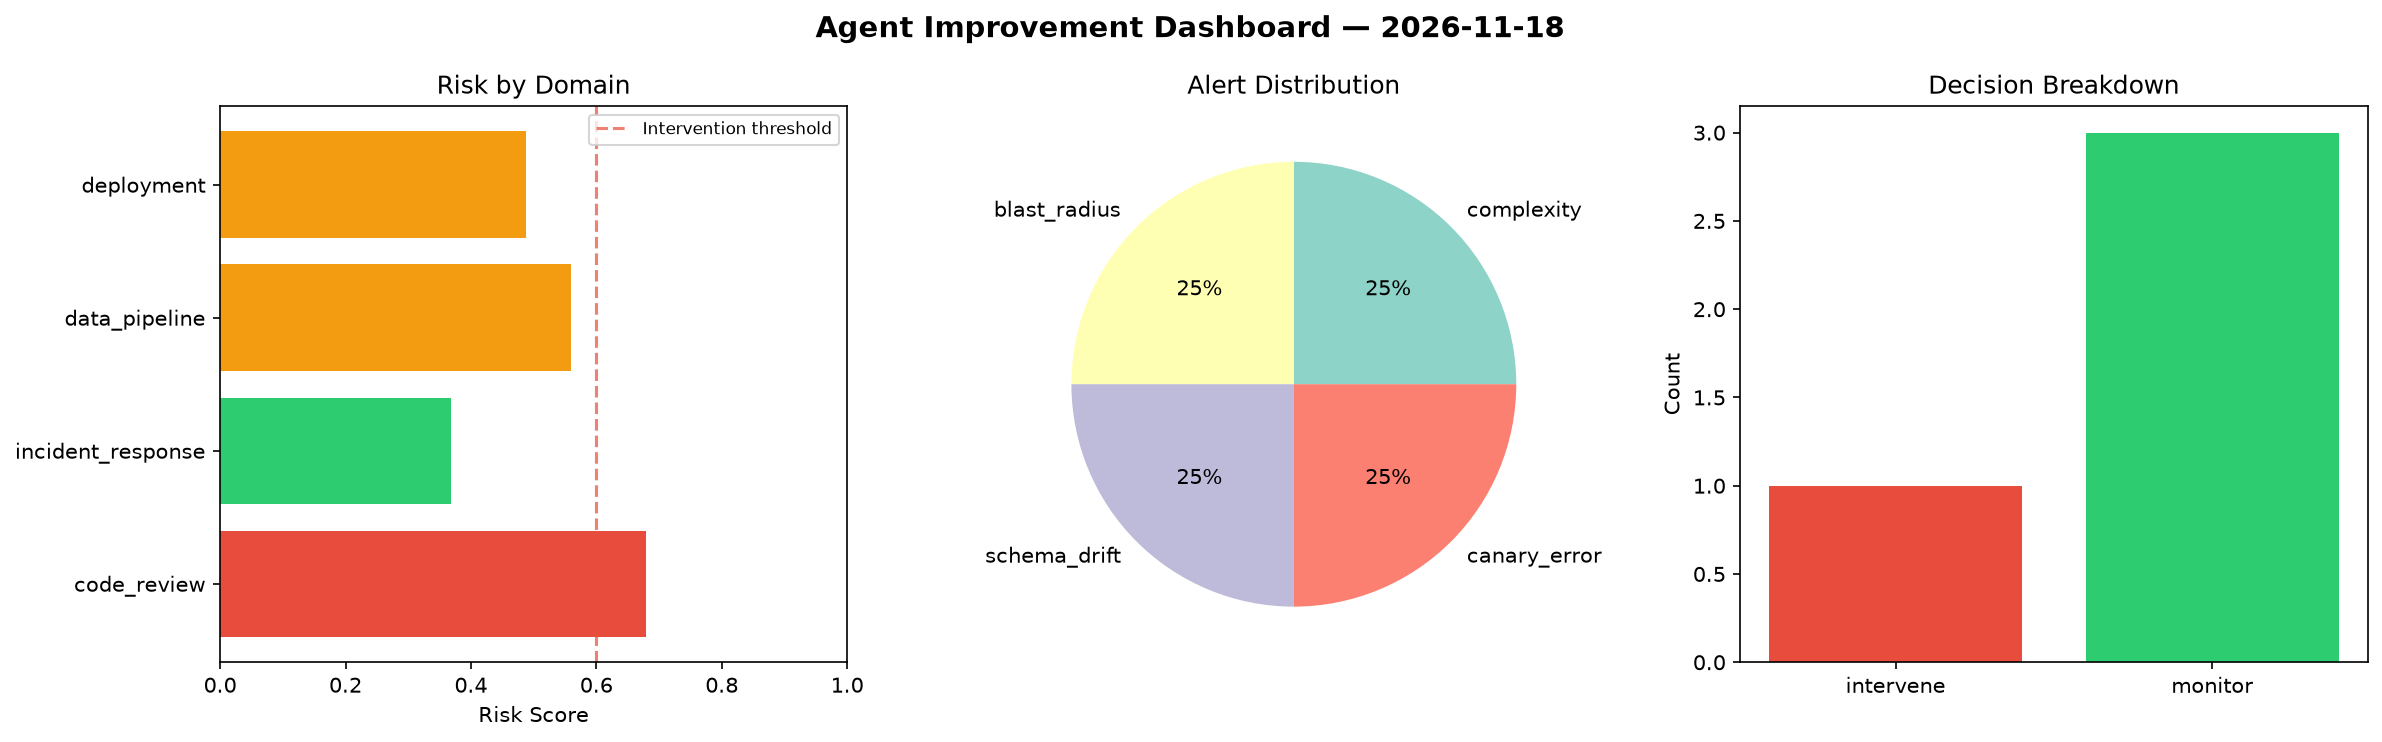 Agent Improvement Dashboard — 2026-11-18
Risk by Domain
Intervention threshold
deployment
data_pipeline
incident_response
code_review
0.0 0.2 0.4 0.6 0.8 1.0
Risk Score
Alert Distribution
blast_radius
complexity
25%
25%
25%
25%
schema_drift
canary_error
Decision Breakdown
Count
3.0
2.5
2.0
1.5
1.0
0.5
0.0
intervene
monitor